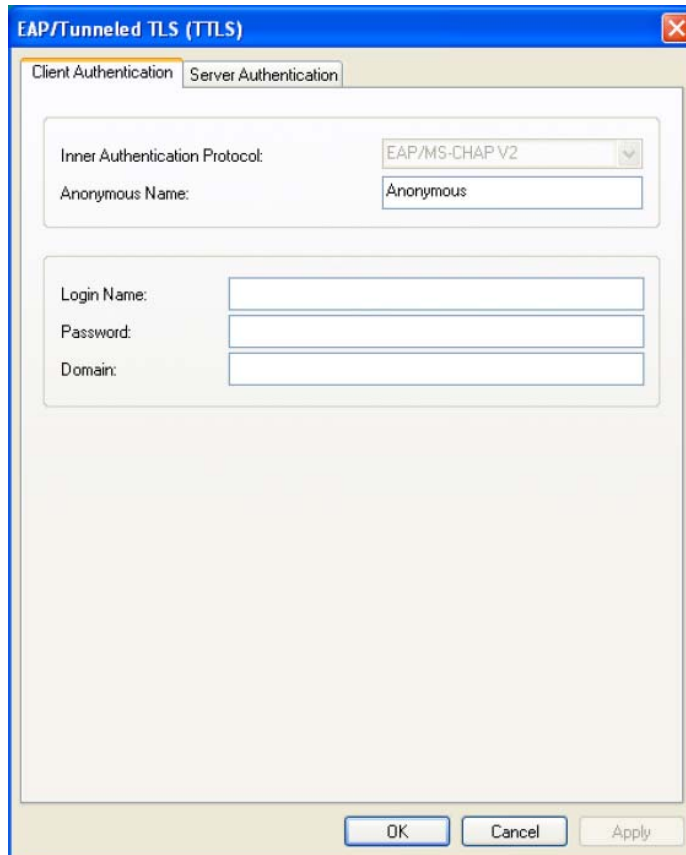 EAP/Tunneled TLS (TTLS)
Client Authentication Server Authentication
Inner Authentication Protocol: EAP/MS-CHAP V2
Anonymous Name: Anonymous
Login Name:
Password:
Domain:
OK Cancel Apply